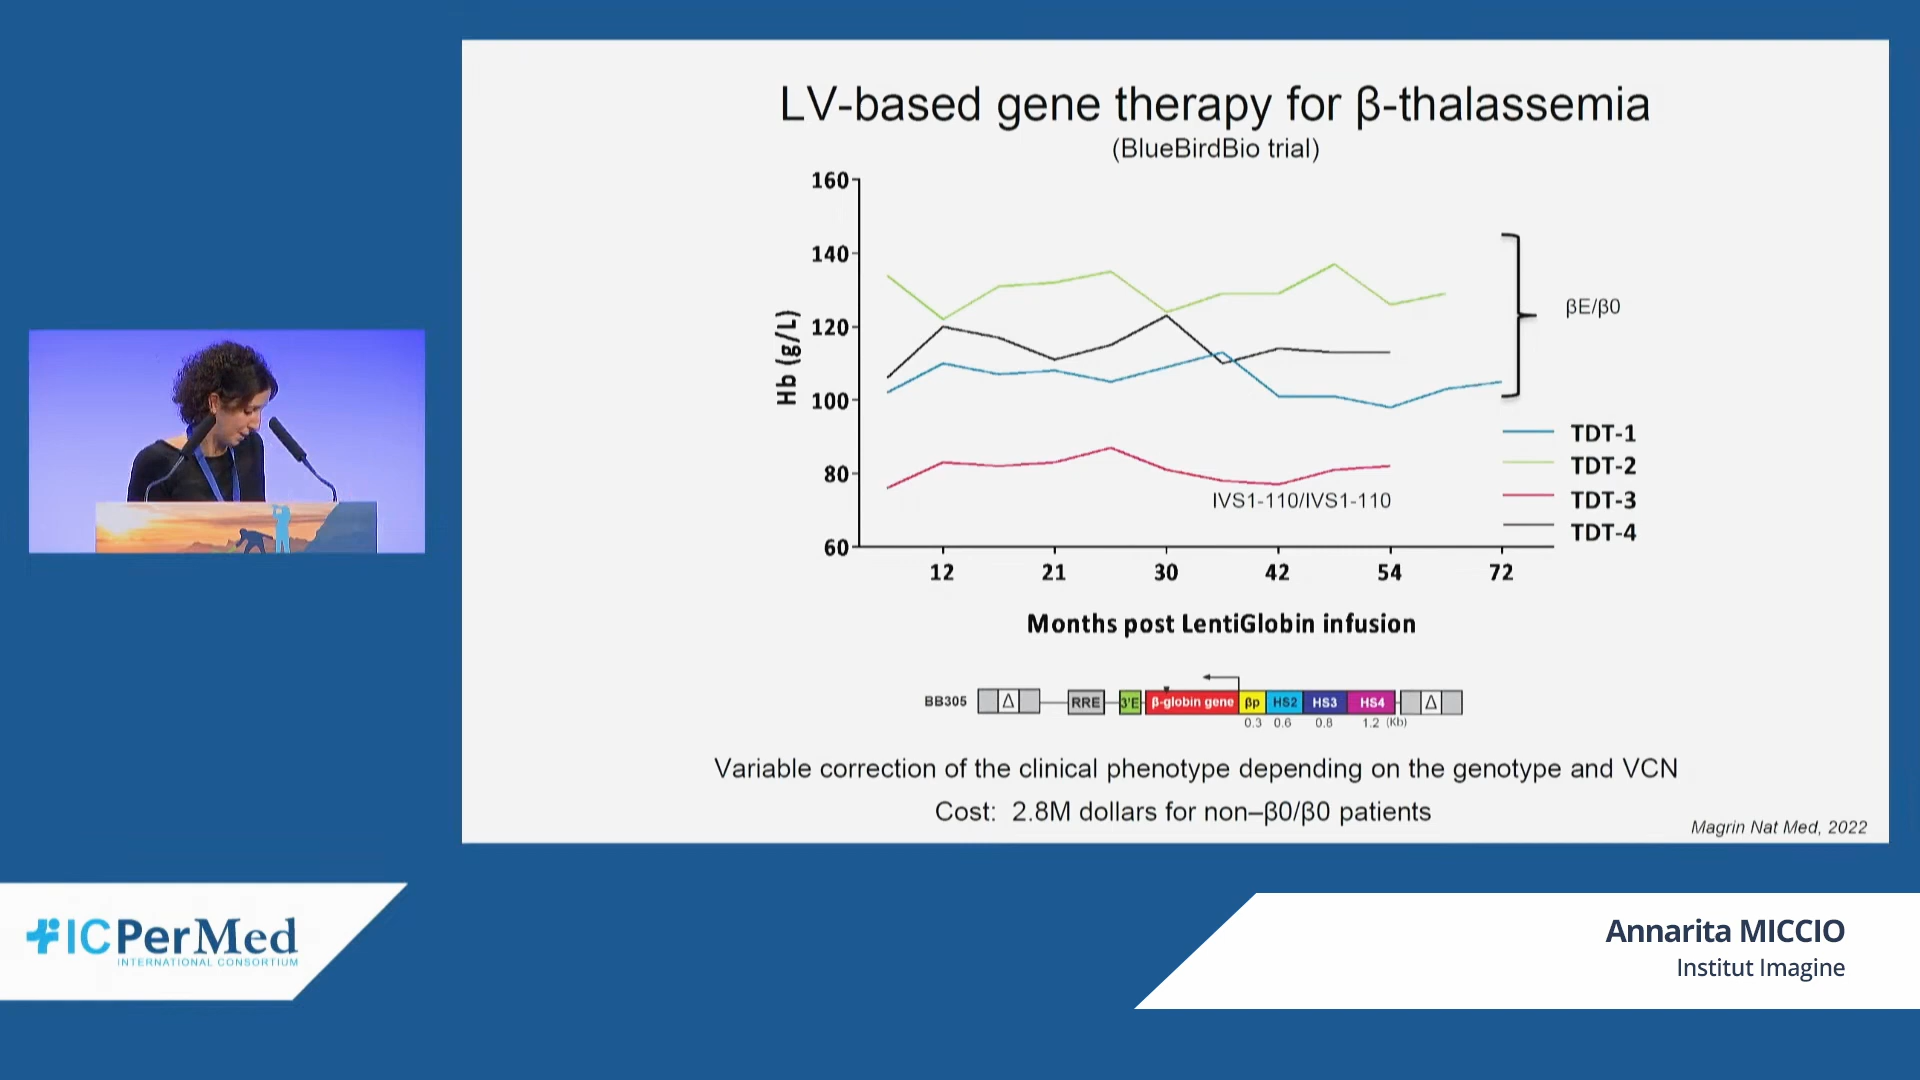 LV-based gene therapy for β-thalassemia
(BlueBirdBio trial)
160
140
120
100
80
60
Hb (g/L)
12 21 30 42 54 72
Months post LentiGlobin infusion
βE/β0
IVS1-110/IVS1-110
TDT-1
TDT-2
TDT-3
TDT-4
BB305 Δ RRE 3'E β-globin gene βp HS2 HS3 HS4 Δ
0.3 0.6 0.8 1.2 (Kb)
Variable correction of the clinical phenotype depending on the genotype and VCN
Cost: 2.8M dollars for non–β0/β0 patients
Magrin Nat Med, 2022
ICPerMed
INTERNATIONAL CONSORTIUM
Annarita MICCIO
Institut Imagine